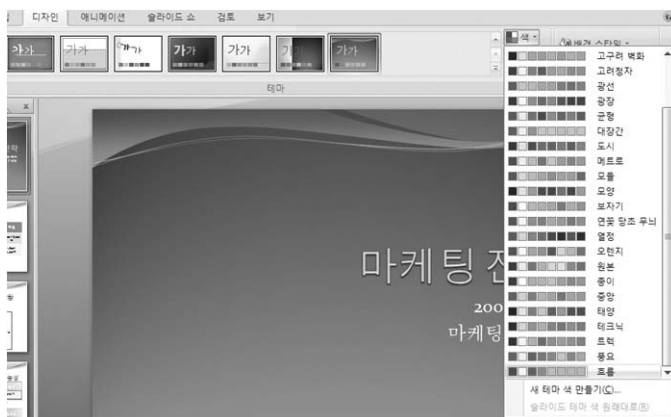 디자인 애니메이션 슬라이드 쇼 검토 보기
가가 가가 가가 가가 가가 가가 가가
색
배경 스타일
테마
고구려 벽화
고려청자
광선
광장
균형
대장간
도시
메트로
모듈
모양
보자기
연꽃 당초 무늬
열정
오렌지
원본
종이
중앙
태양
테크닉
트랙
풍요
흐름
새 테마 색 만들기(C)...
슬라이드 테마 색 원래대로(R)
마케팅
200
마케팅